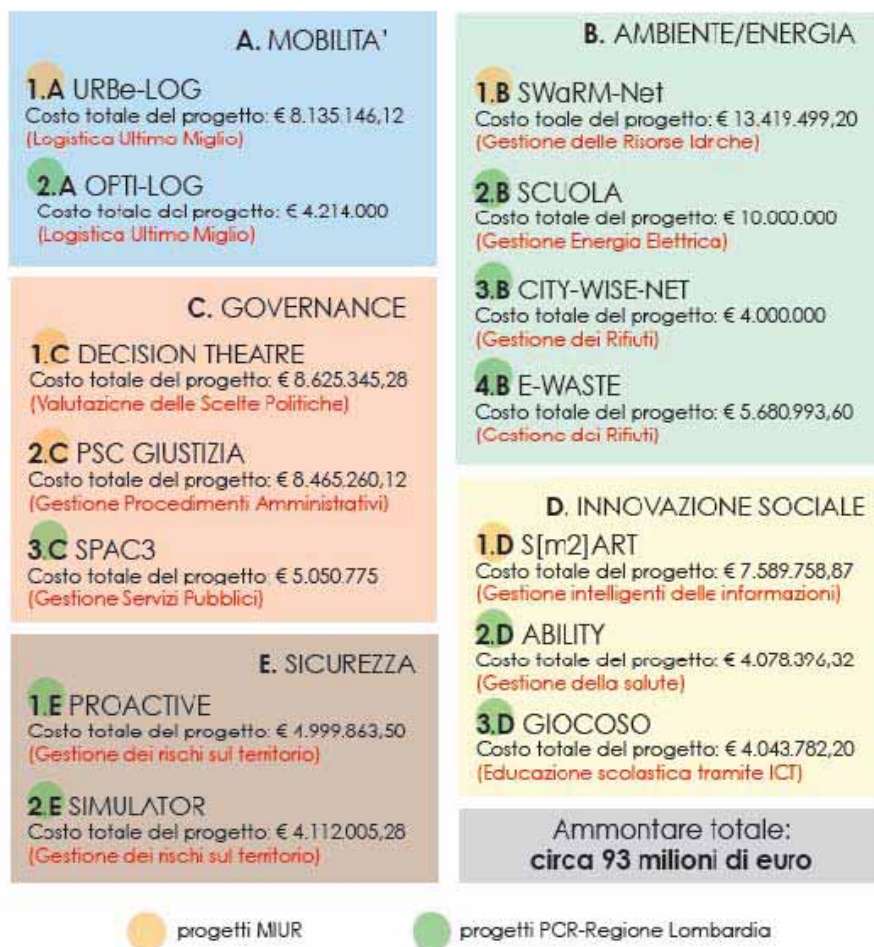 A. MOBILITA'
1.A URBe-LOG
Costo totale del progetto: € 8.135.146,12
(Logistica Ultimo Miglio)
2.A OPTI-LOG
Costo totale del progetto: € 4.214.000
(Logistica Ultimo Miglio)
C. GOVERNANCE
1.C DECISION THEATRE
Costo totale del progetto: € 8.625.345,28
(Valutazione delle Scelte Politiche)
2.C PSC GIUSTIZIA
Costo totale del progetto: € 8.465.260,12
(Gestione Procedimenti Amministrativi)
3.C SPAC3
Costo totale del progetto: € 5.050.775
(Gestione Servizi Pubblici)
E. SICUREZZA
1.E PROACTIVE
Costo totale del progetto: € 4.999.863,50
(Gestione dei rischi sul territorio)
2.E SIMULATOR
Costo totale del progetto: € 4.112.005,28
(Gestione dei rischi sul territorio)
B. AMBIENTE/ENERGIA
1.B SWaRM-Net
Costo toale del progetto: € 13.419.499,20
(Gestione delle Risorse Idrche)
2.B SCUOLA
Costo totale del progetto: € 10.000.000
(Gestione Energia Elettrica)
3.B CITY-WISE-NET
Costo totale del progetto: € 4.000.000
(Gestione dei Rifiuti)
4.B E-WASTE
Costo totale del progetto: € 5.680.993,60
(Gestione dei Rifiuti)
D. INNOVAZIONE SOCIALE
1.D S[m2]ART
Costo totale del progetto: € 7.589.758,87
(Gestione intelligenti delle informazioni)
2.D ABILITY
Costo totale del progetto: € 4.078.396,32
(Gestione della salute)
3.D GIOCOSO
Costo totale del progetto: € 4.043.782,20
(Educazione scolastica tramite ICT)
Ammontare totale:
circa 93 milioni di euro
progetti MIUR
progetti PCR-Regione Lombardia